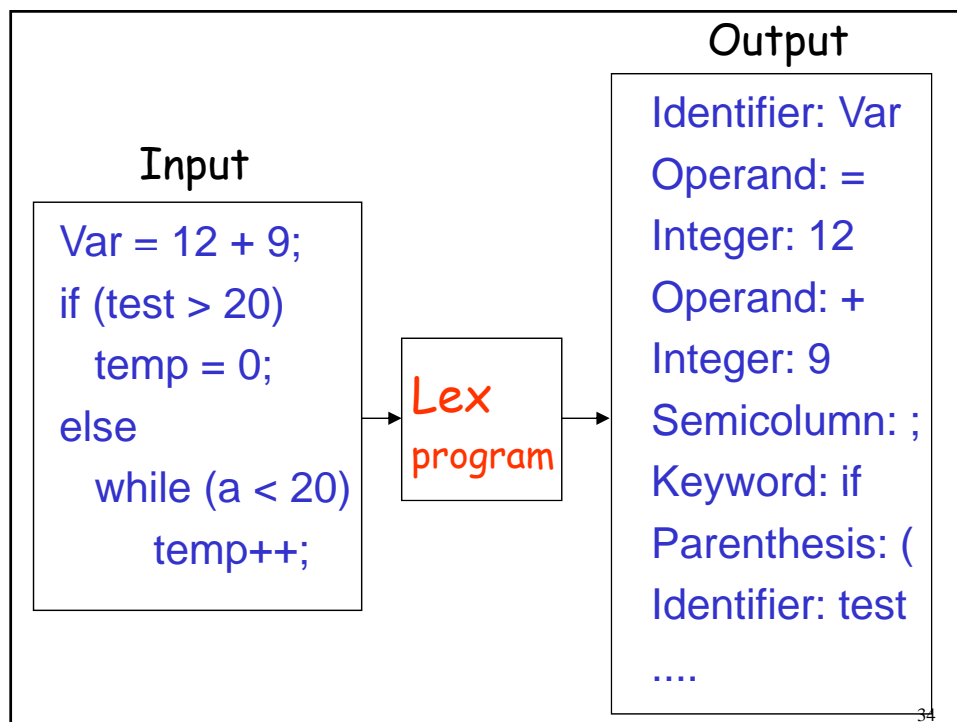 Input
Var = 12 + 9;
if (test > 20)
temp = 0;
else
while (a < 20)
temp++;
Lex
program
Output
Identifier: Var
Operand: =
Integer: 12
Operand: +
Integer: 9
Semicolumn: ;
Keyword: if
Parenthesis: (
Identifier: test
....
34